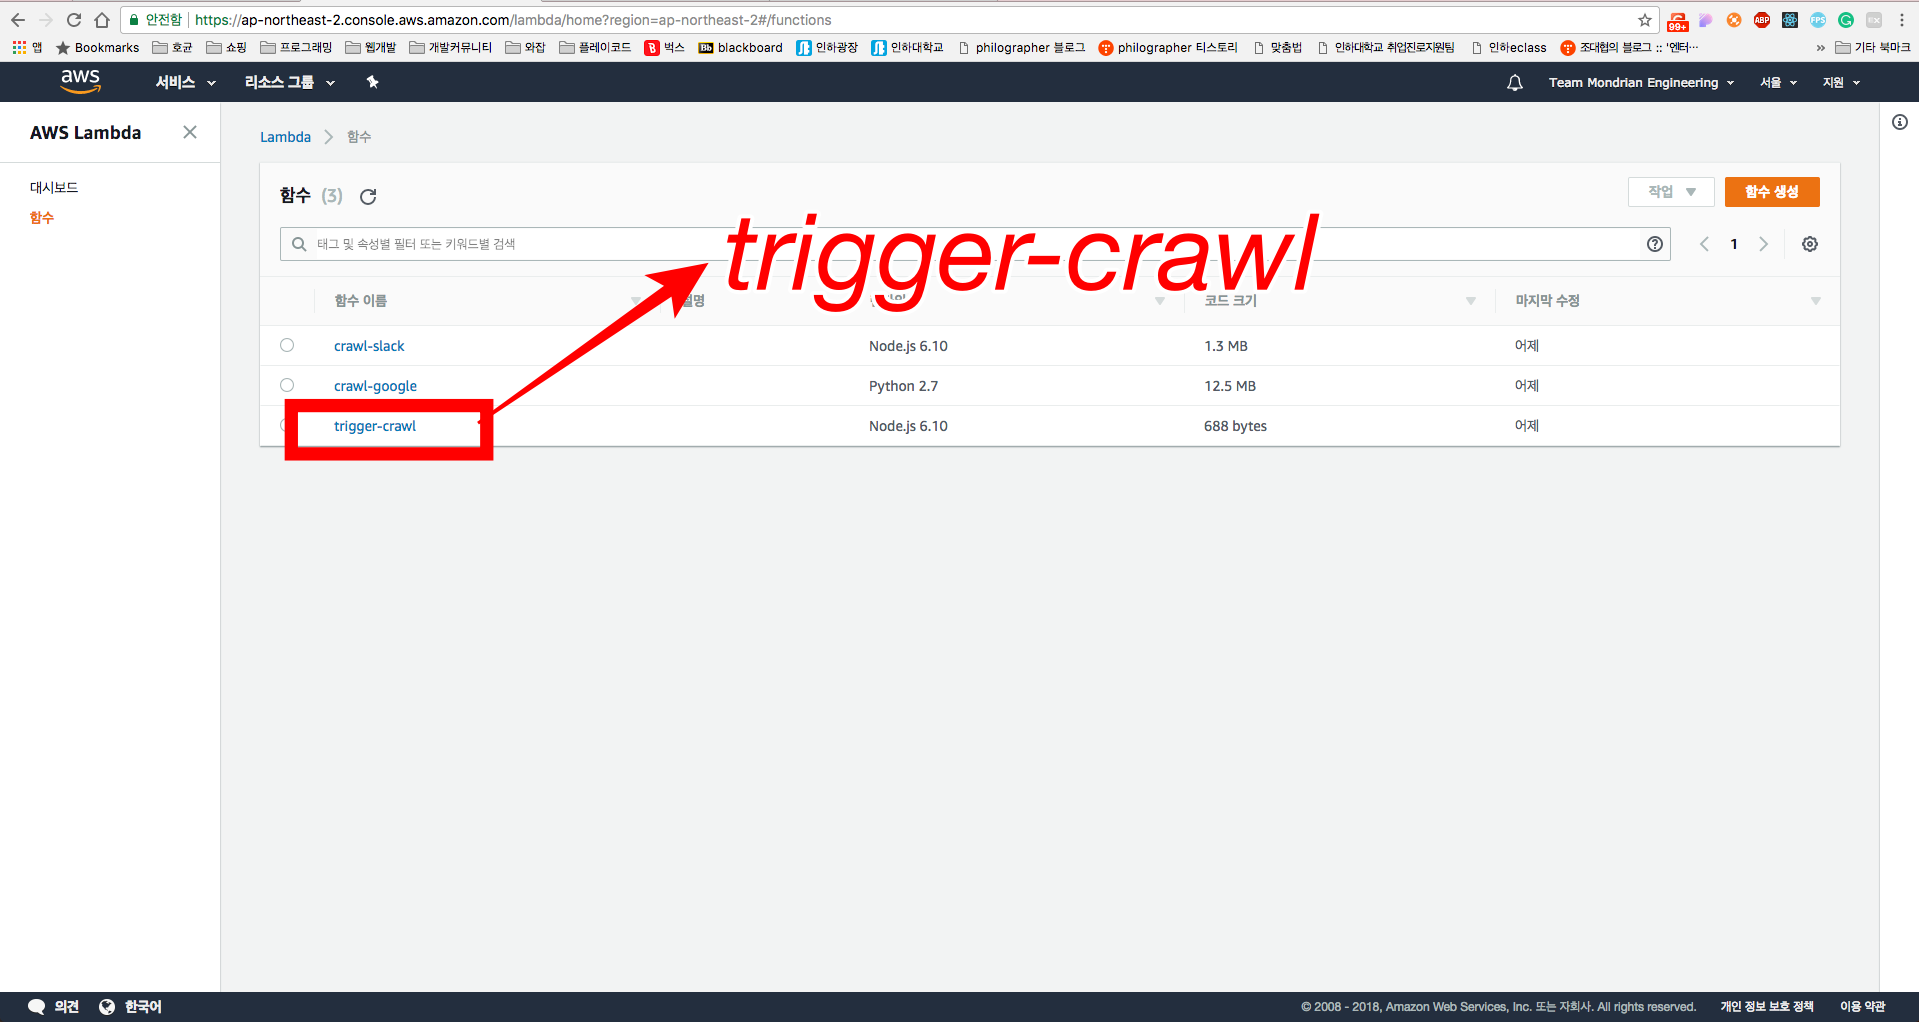 안전함 https://ap-northeast-2.console.aws.amazon.com/lambda/home?region=ap-northeast-2#/functions
99+ ABP FPS
앱 Bookmarks 호균 쇼핑 프로그래밍 웹개발 개발커뮤니티 와잡 플레이코드 B 벅스 Bb blackboard 인하광장 인하대학교 philographer 블로그 philographer 티스토리 맞춤법 인하대학교 취업진로지원팀 인하eclass 조대협의 블로그 :: '엔터… » 기타 북마크
aws 서비스 리소스 그룹 Team Mondrian Engineering 서울 지원
AWS Lambda
대시보드
함수
Lambda 함수
함수 (3) 작업 함수 생성
태그 및 속성별 필터 또는 키워드별 검색 1
trigger-crawl
함수 이름 코드 크기 마지막 수정
crawl-slack Node.js 6.10 1.3 MB 어제
crawl-google Python 2.7 12.5 MB 어제
trigger-crawl Node.js 6.10 688 bytes 어제
의견 한국어 © 2008 - 2018, Amazon Web Services, Inc. 또는 자회사. All rights reserved. 개인 정보 보호 정책 이용 약관